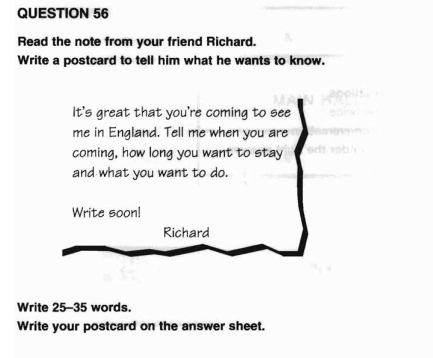 QUESTION 56
Read the note from your friend Richard.
Write a postcard to tell him what he wants to know.
It's great that you're coming to see
me in England. Tell me when you are
coming, how long you want to stay
and what you want to do.
Write soon!
Richard
Write 25–35 words.
Write your postcard on the answer sheet.